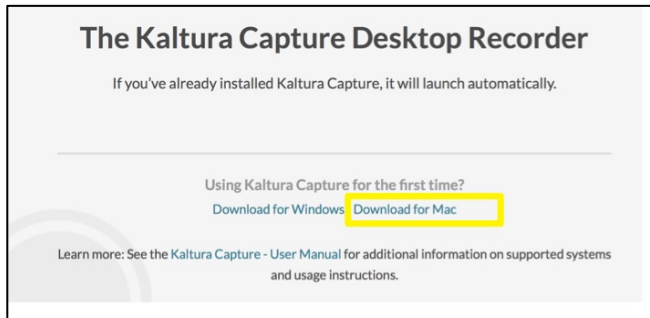 The Kaltura Capture Desktop Recorder
If you've already installed Kaltura Capture, it will launch automatically.
Using Kaltura Capture for the first time?
Download for Windows Download for Mac
Learn more: See the Kaltura Capture - User Manual for additional information on supported systems
and usage instructions.